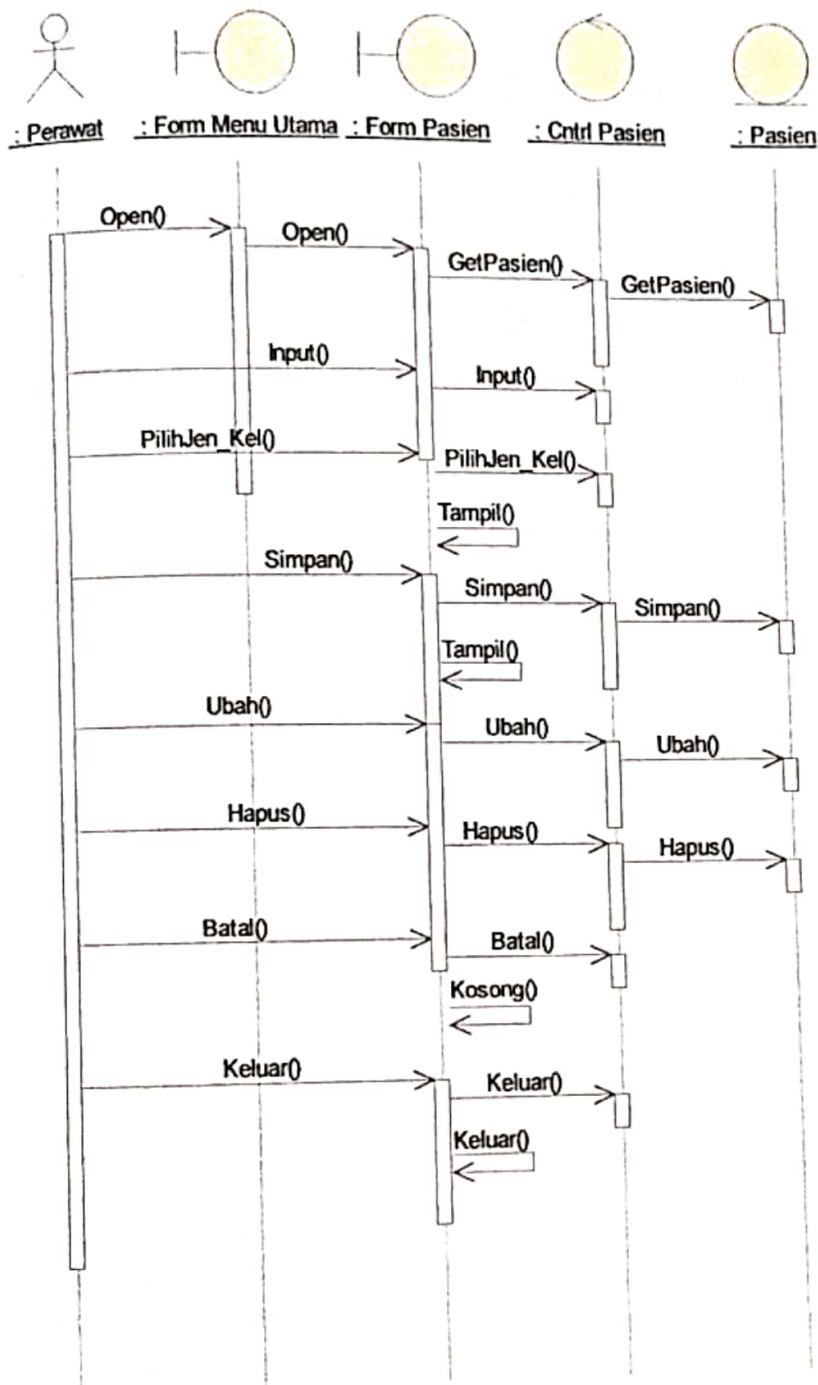 : Perawat
: Form Menu Utama
: Form Pasien
: Cntrl Pasien
: Pasien
Open()
Open()
GetPasien()
GetPasien()
Input()
Input()
PilihJen_Kel()
PilihJen_Kel()
Tampil()
Simpan()
Simpan()
Simpan()
Tampil()
Ubah()
Ubah()
Ubah()
Hapus()
Hapus()
Hapus()
Batal()
Batal()
Kosong()
Keluar()
Keluar()
Keluar()